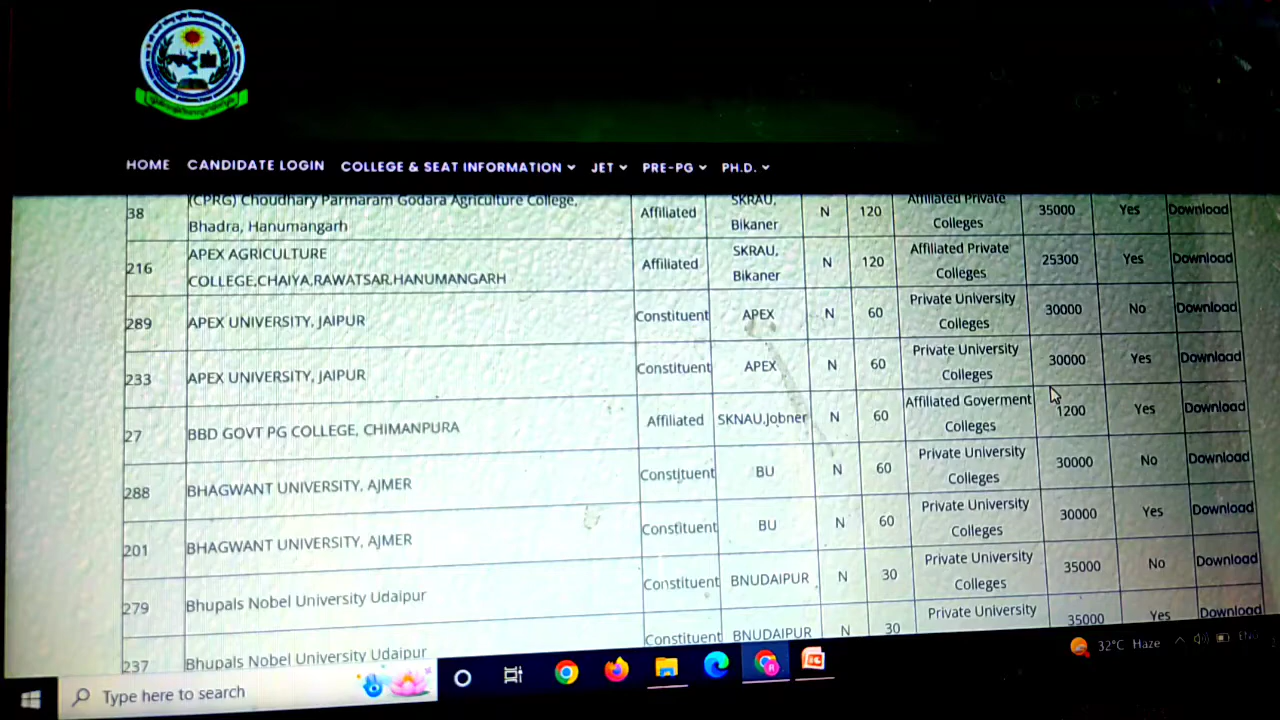 HOME CANDIDATE LOGIN COLLEGE & SEAT INFORMATION JET PRE-PG PH.D.
38 (CPRG) Choudhary Parmaram Godara Agriculture College, Bhadra, Hanumangarh Affiliated SKRAU, Bikaner N 120 Affiliated Private Colleges 35000 Yes Download
216 APEX AGRICULTURE COLLEGE,CHAIYA,RAWATSAR,HANUMANGARH Affiliated SKRAU, Bikaner N 120 Affiliated Private Colleges 25300 Yes Download
289 APEX UNIVERSITY, JAIPUR Constituent APEX N 60 Private University Colleges 30000 No Download
233 APEX UNIVERSITY, JAIPUR Constituent APEX N 60 Private University Colleges 30000 Yes Download
27 BBD GOVT PG COLLEGE, CHIMANPURA Affiliated SKNAU,Jobner N 60 Affiliated Goverment Colleges 1200 Yes Download
288 BHAGWANT UNIVERSITY, AJMER Constituent BU N 60 Private University Colleges 30000 No Download
201 BHAGWANT UNIVERSITY, AJMER Constituent BU N 60 Private University Colleges 30000 Yes Download
279 Bhupals Nobel University Udaipur Constituent BNUDAIPUR N 30 Private University Colleges 35000 No Download
237 Bhupals Nobel University Udaipur Constituent BNUDAIPUR N 30 Private University 35000 Yes Download
Type here to search 32°C Haze ENG